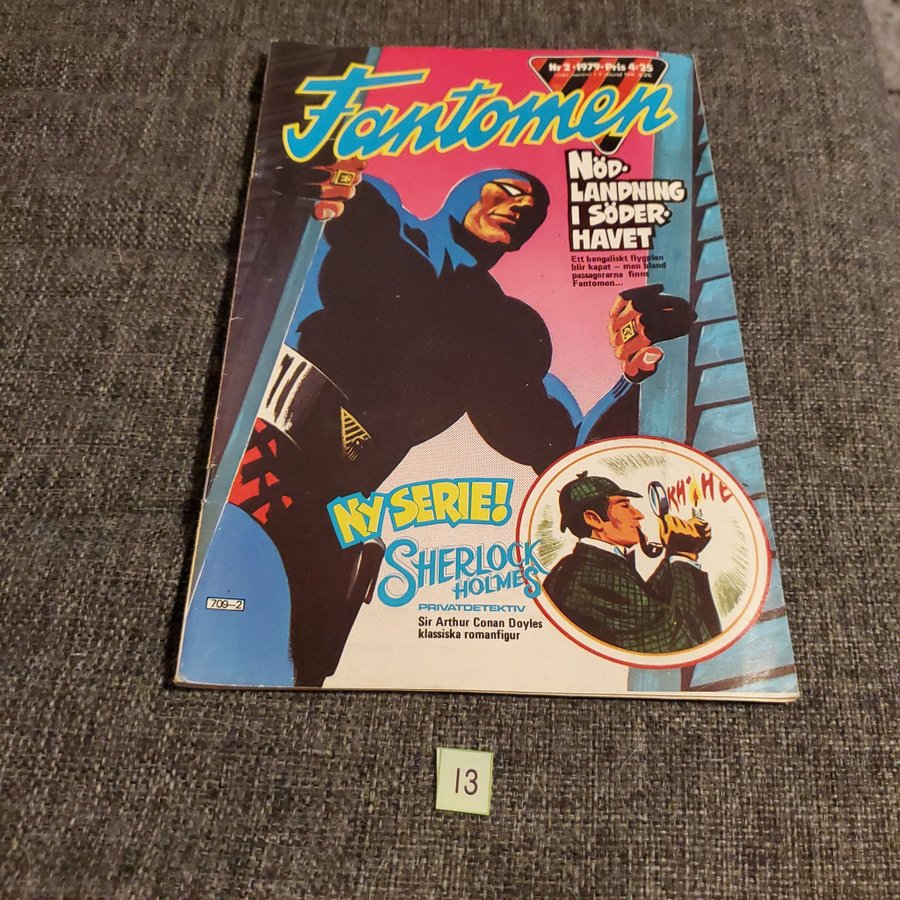 Nr 2 · 1979 · Pris 4:25
Fantomen
NÖD-
LANDNING
I SÖDER-
HAVET
Ett bengaliskt flygplan
blir kapat — men bland
passagerarna finns
Fantomen...
NY SERIE!
SHERLOCK
HOLMES
PRIVATDETEKTIV
Sir Arthur Conan Doyles
klassiska romanfigur
709—2
13